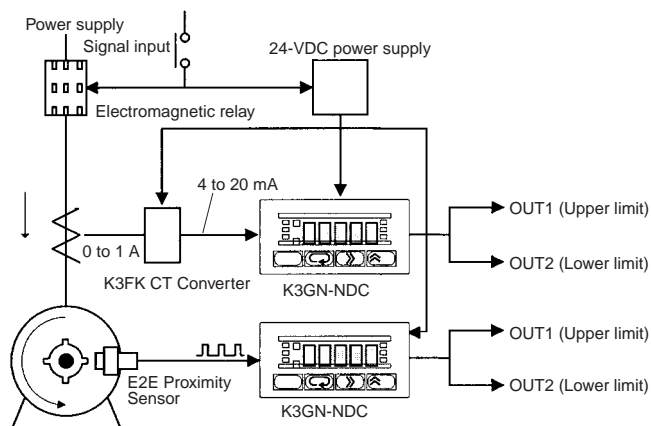 Power supply
Signal input
24-VDC power supply
Electromagnetic relay
4 to 20 mA
0 to 1 A
K3FK CT Converter
K3GN-NDC
OUT1 (Upper limit)
OUT2 (Lower limit)
E2E Proximity
Sensor
K3GN-NDC
OUT1 (Upper limit)
OUT2 (Lower limit)